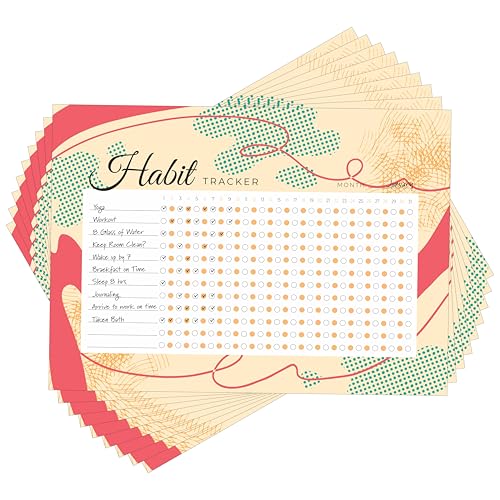 Habit TRACKER
MONTH
Yoga
Workout
8 Glass of Water
Keep Room Clean?
Wake up by 7
Breakfast on Time
Sleep 8 hrs
Journaling
Arrive to work on time
Taken Bath